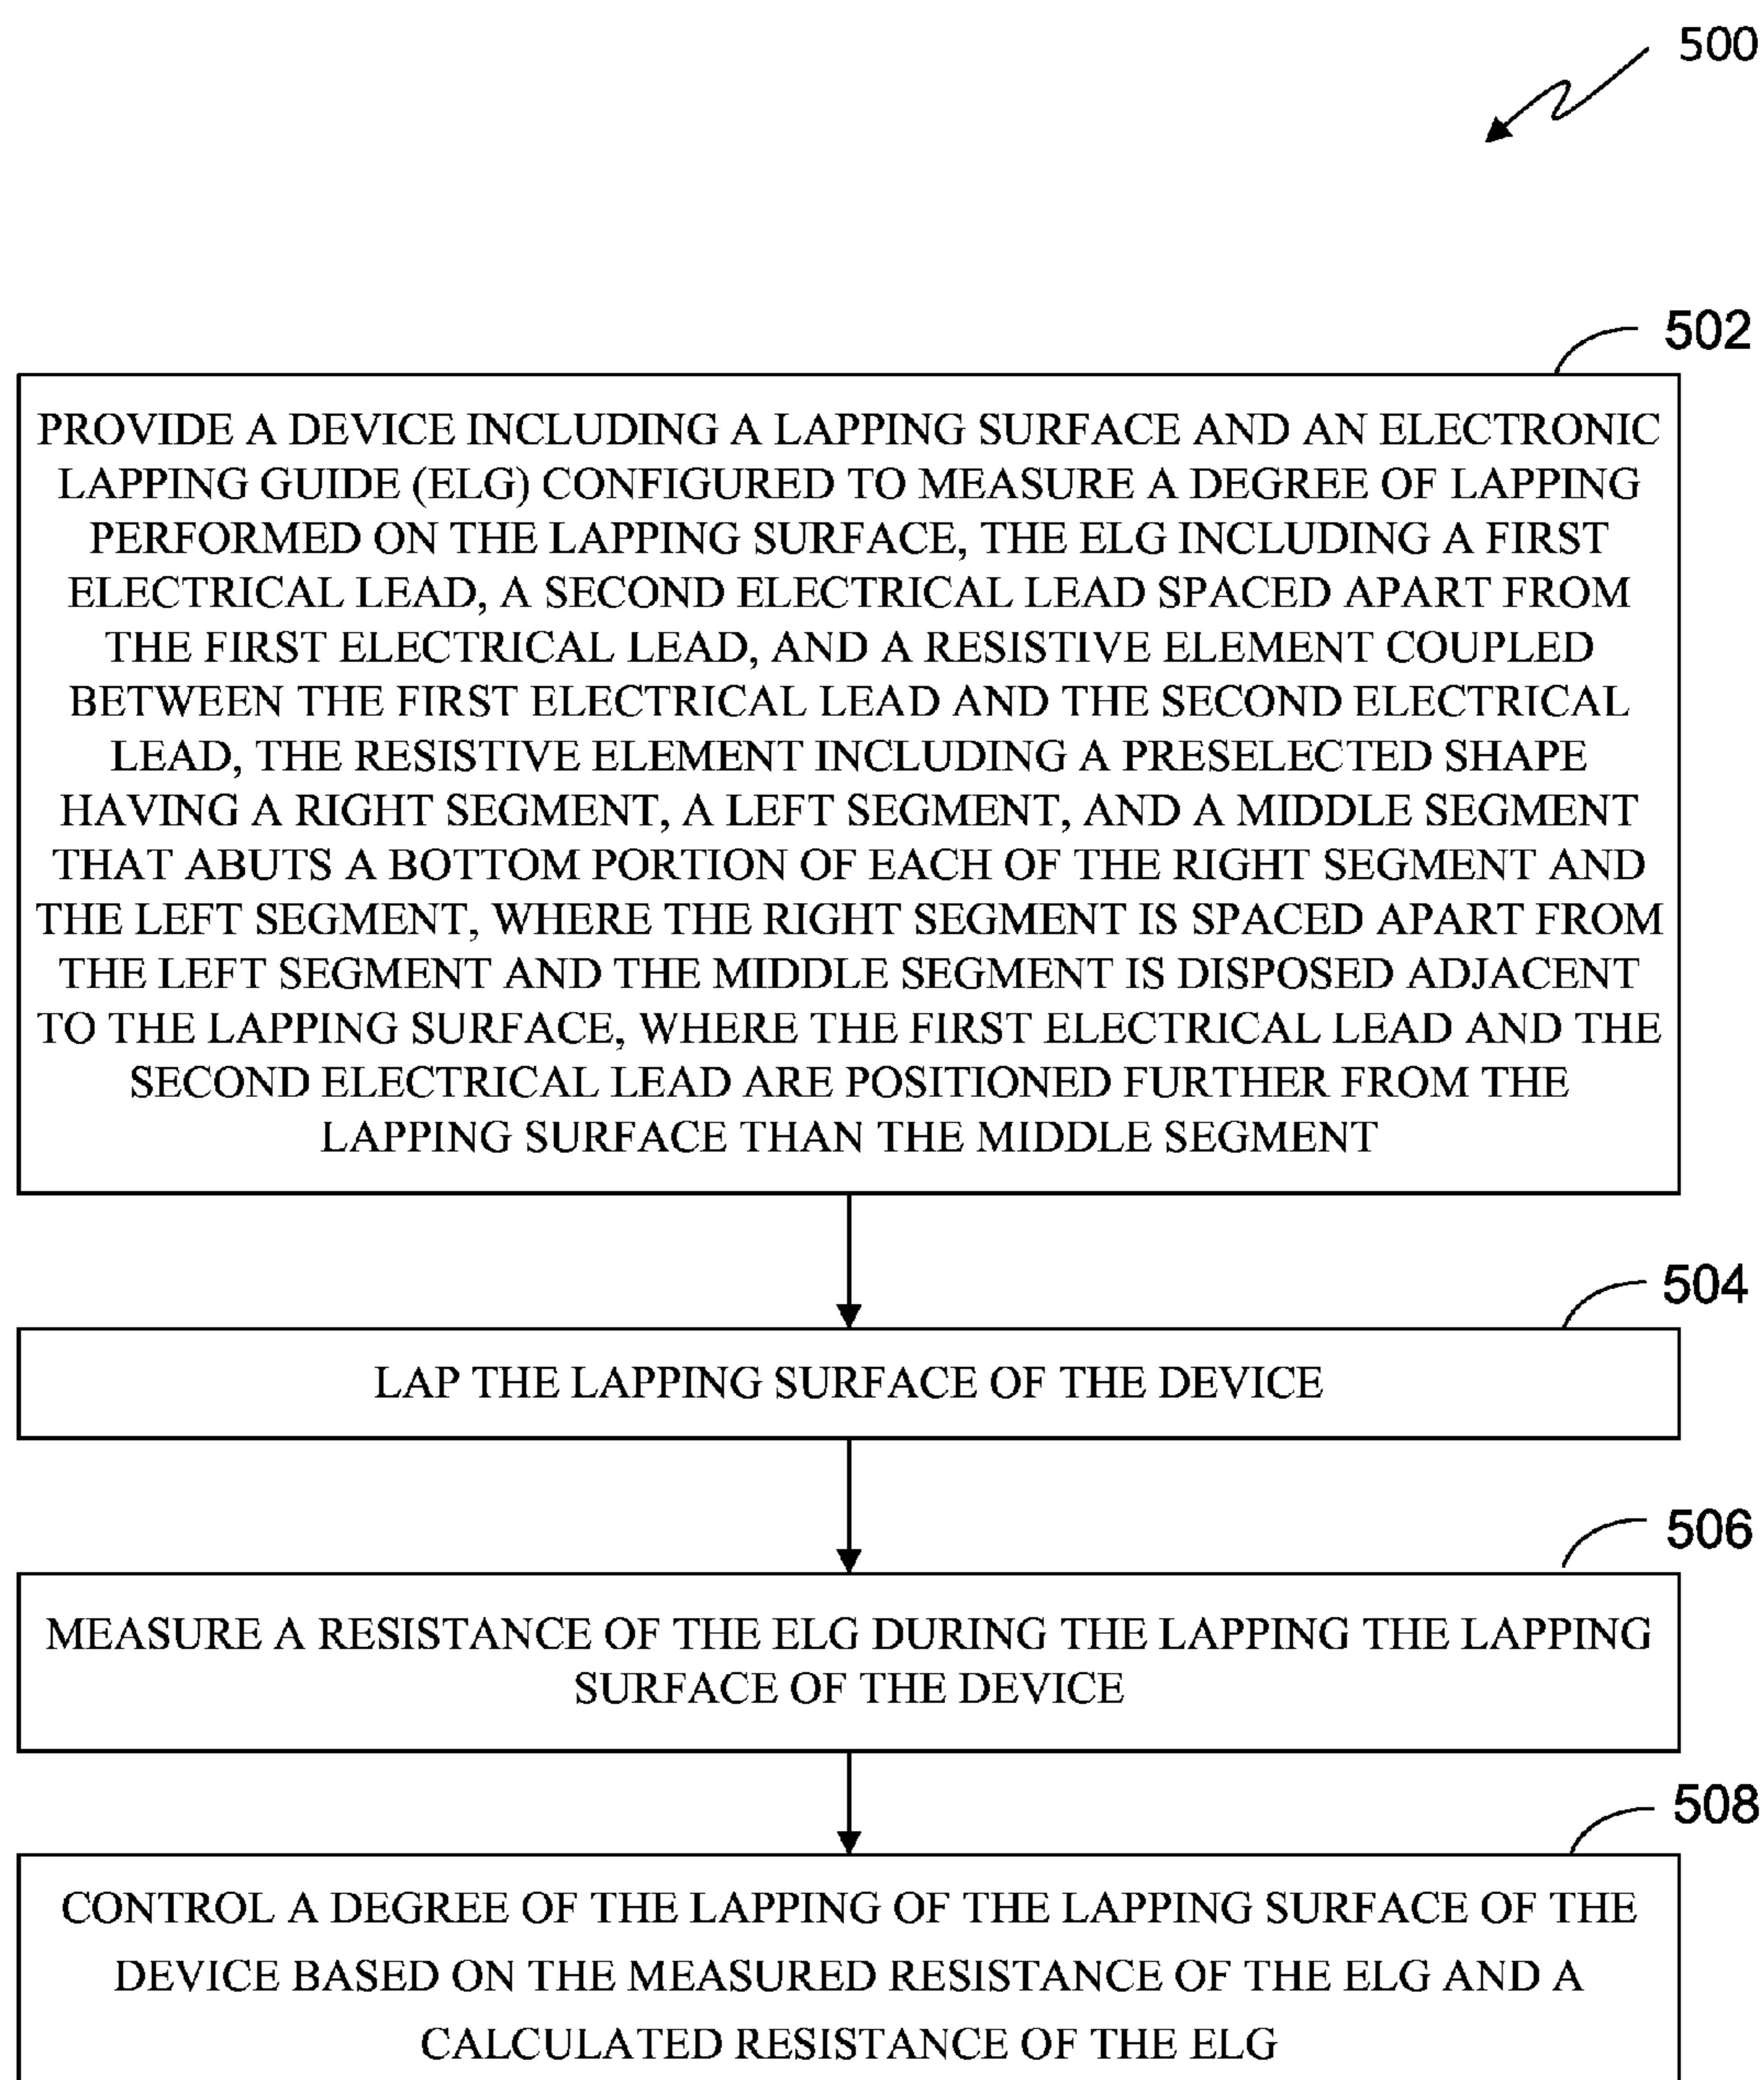 500
502
PROVIDE A DEVICE INCLUDING A LAPPING SURFACE AND AN ELECTRONIC
LAPPING GUIDE (ELG) CONFIGURED TO MEASURE A DEGREE OF LAPPING
PERFORMED ON THE LAPPING SURFACE, THE ELG INCLUDING A FIRST
ELECTRICAL LEAD, A SECOND ELECTRICAL LEAD SPACED APART FROM
THE FIRST ELECTRICAL LEAD, AND A RESISTIVE ELEMENT COUPLED
BETWEEN THE FIRST ELECTRICAL LEAD AND THE SECOND ELECTRICAL
LEAD, THE RESISTIVE ELEMENT INCLUDING A PRESELECTED SHAPE
HAVING A RIGHT SEGMENT, A LEFT SEGMENT, AND A MIDDLE SEGMENT
THAT ABUTS A BOTTOM PORTION OF EACH OF THE RIGHT SEGMENT AND
THE LEFT SEGMENT, WHERE THE RIGHT SEGMENT IS SPACED APART FROM
THE LEFT SEGMENT AND THE MIDDLE SEGMENT IS DISPOSED ADJACENT
TO THE LAPPING SURFACE, WHERE THE FIRST ELECTRICAL LEAD AND THE
SECOND ELECTRICAL LEAD ARE POSITIONED FURTHER FROM THE
LAPPING SURFACE THAN THE MIDDLE SEGMENT
504
LAP THE LAPPING SURFACE OF THE DEVICE
506
MEASURE A RESISTANCE OF THE ELG DURING THE LAPPING THE LAPPING
SURFACE OF THE DEVICE
508
CONTROL A DEGREE OF THE LAPPING OF THE LAPPING SURFACE OF THE
DEVICE BASED ON THE MEASURED RESISTANCE OF THE ELG AND A
CALCULATED RESISTANCE OF THE ELG